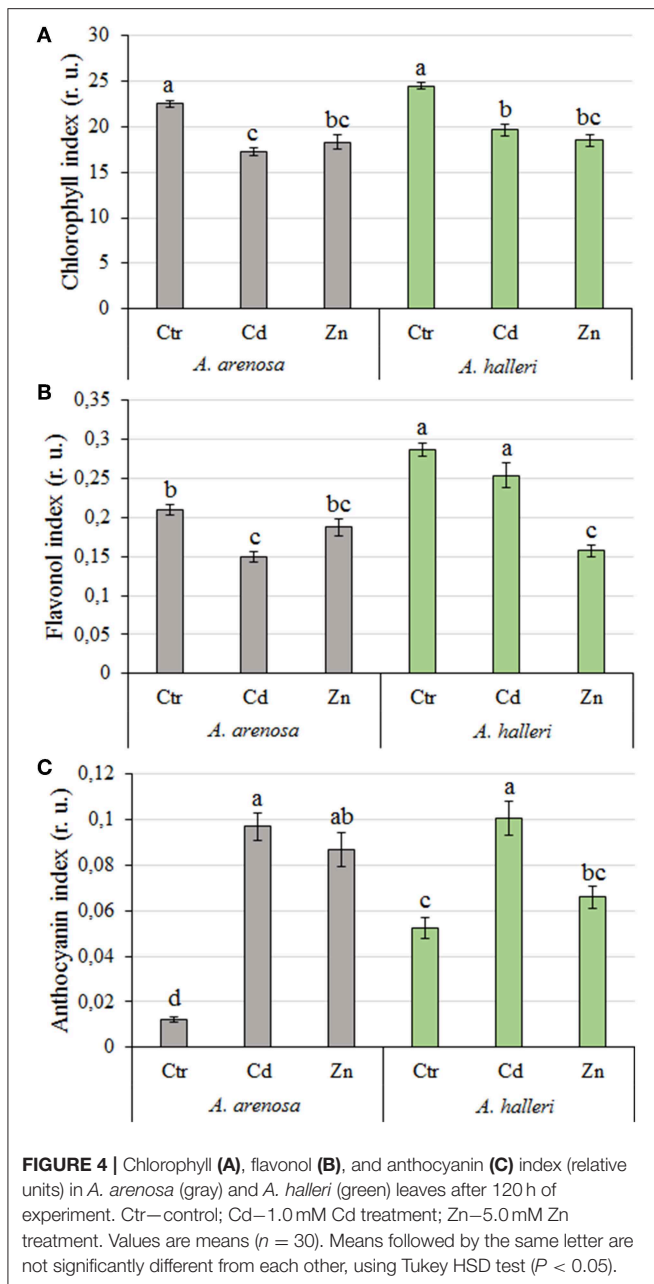 A
Chlorophyll index (r. u.)
30
25
20
15
10
5
0
a
c
bc
a
b
bc
Ctr Cd Zn Ctr Cd Zn
A. arenosa A. halleri
B
Flavonol index (r. u.)
0,35
0,3
0,25
0,2
0,15
0,1
0,05
0
b
c
bc
a
a
c
Ctr Cd Zn Ctr Cd Zn
A. arenosa A. halleri
C
Anthocyanin index (r. u.)
0,12
0,1
0,08
0,06
0,04
0,02
0
d
a
ab
c
a
bc
Ctr Cd Zn Ctr Cd Zn
A. arenosa A. halleri
FIGURE 4 | Chlorophyll (A), flavonol (B), and anthocyanin (C) index (relative
units) in A. arenosa (gray) and A. halleri (green) leaves after 120 h of
experiment. Ctr—control; Cd—1.0 mM Cd treatment; Zn—5.0 mM Zn
treatment. Values are means (n = 30). Means followed by the same letter are
not significantly different from each other, using Tukey HSD test (P < 0.05).